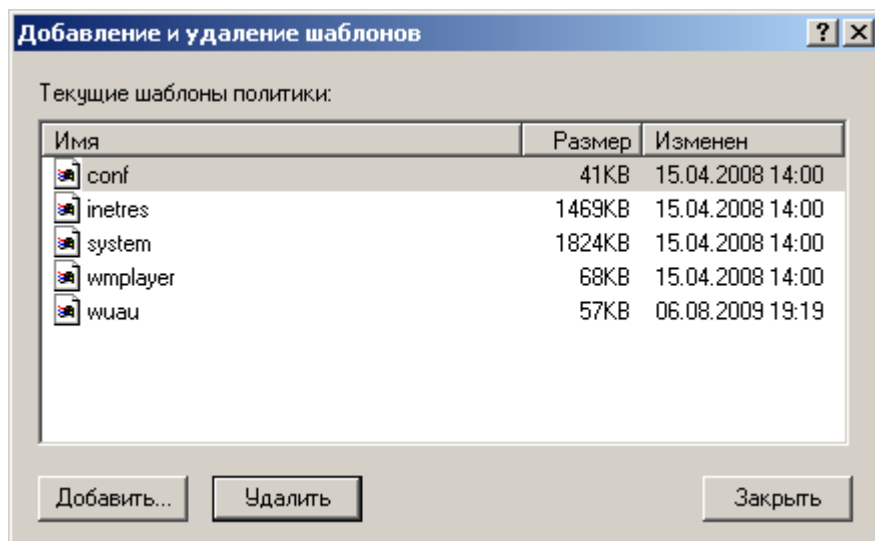 Добавление и удаление шаблонов
Текущие шаблоны политики:
Имя Размер Изменен
conf 41KB 15.04.2008 14:00
inetres 1469KB 15.04.2008 14:00
system 1824KB 15.04.2008 14:00
wmplayer 68KB 15.04.2008 14:00
wuau 57KB 06.08.2009 19:19
Добавить... Удалить Закрыть